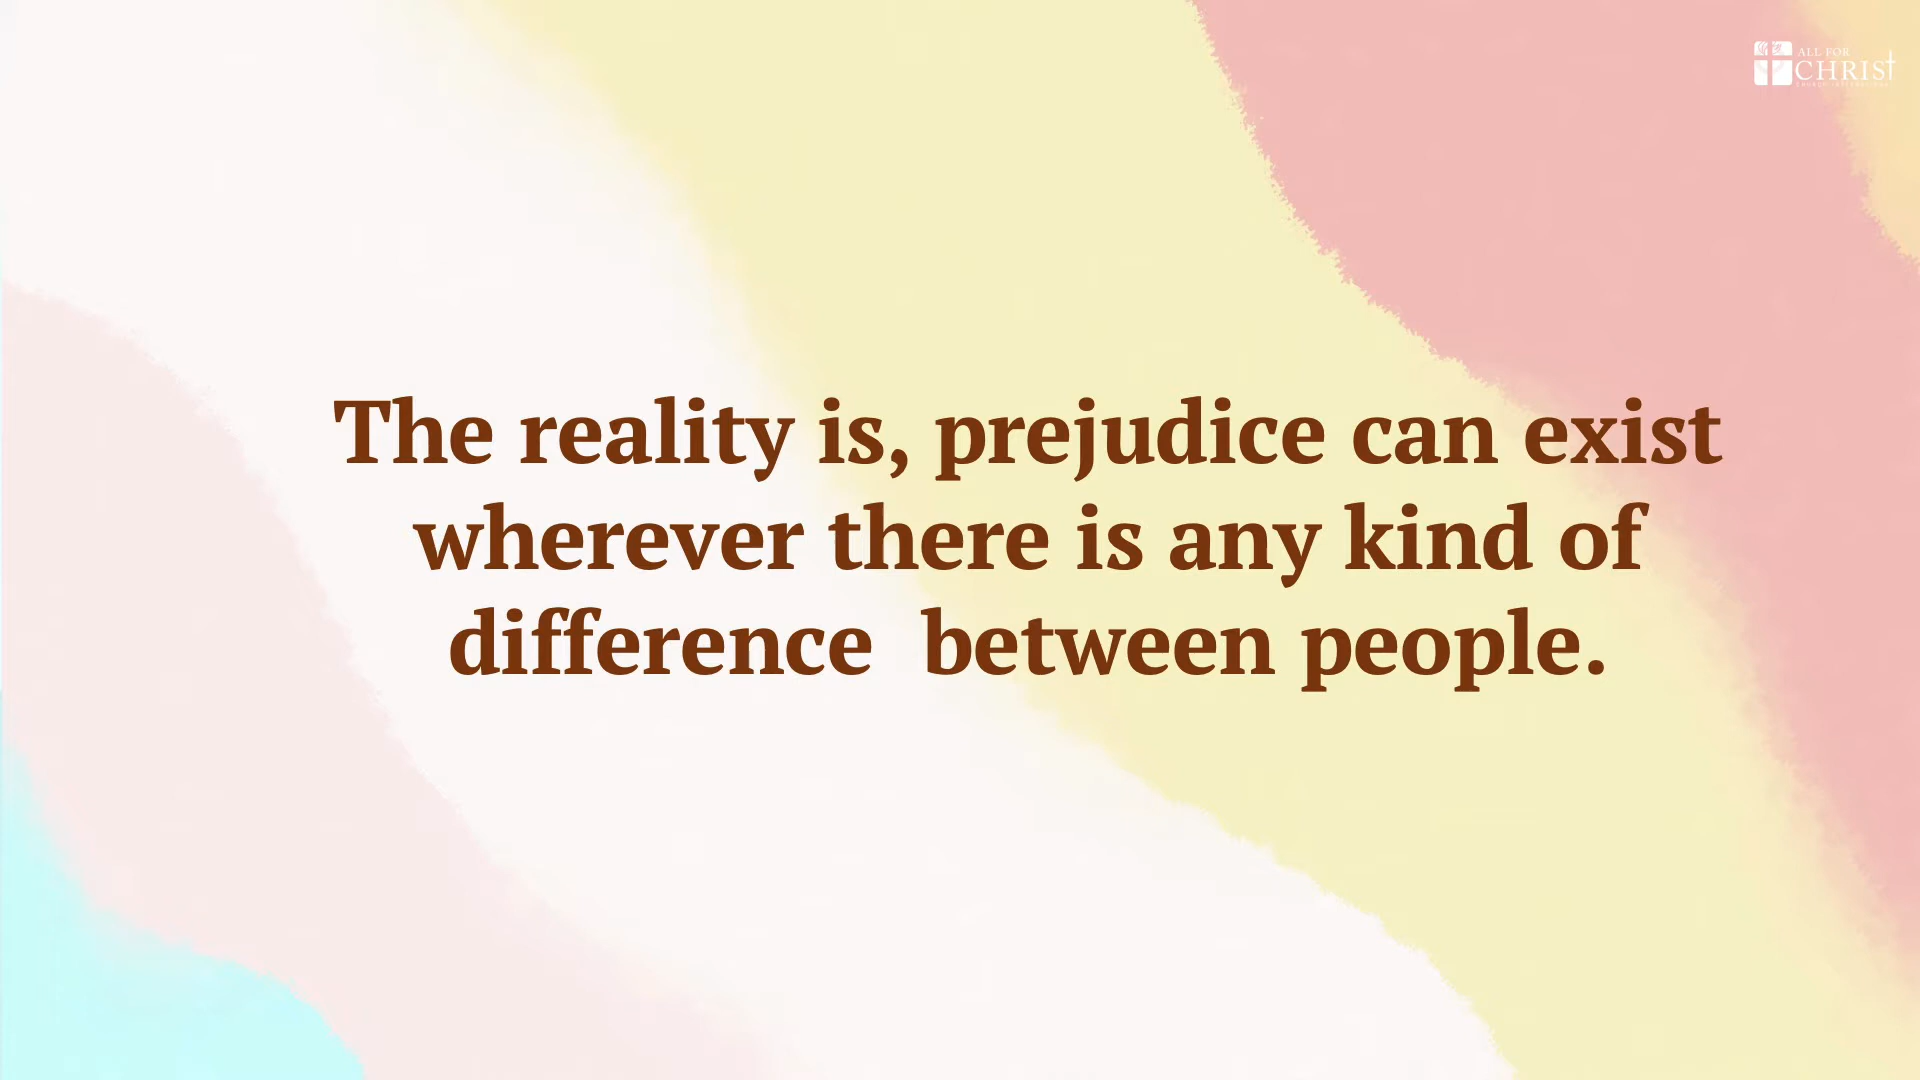 ALL FOR
CHRIST
The reality is, prejudice can exist
wherever there is any kind of
difference  between people.